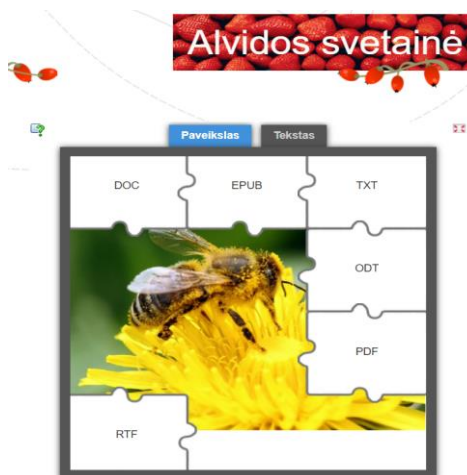 Alvidos svetainė
Paveikslas Tekstas
DOC EPUB TXT
ODT
PDF
RTF